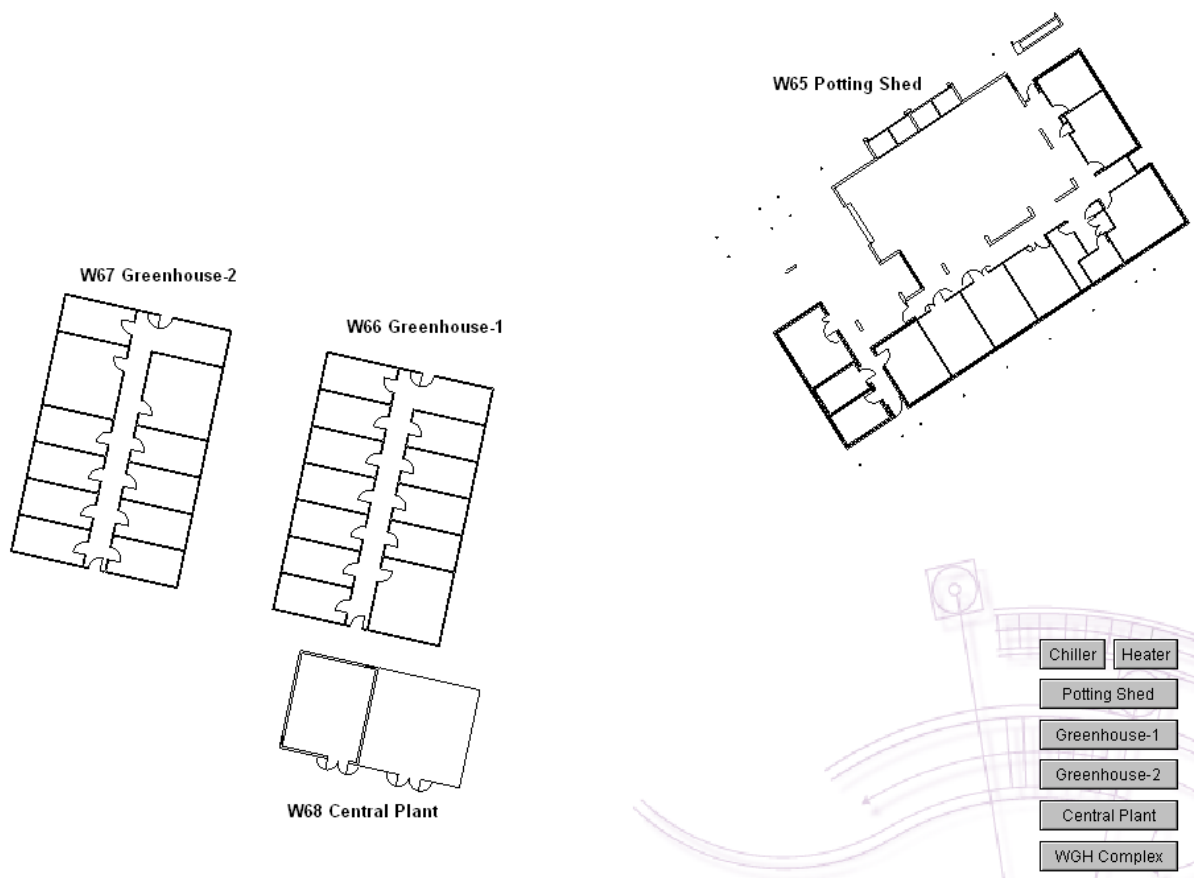 W65 Potting Shed
W67 Greenhouse-2
W66 Greenhouse-1
W68 Central Plant
Chiller Heater
Potting Shed
Greenhouse-1
Greenhouse-2
Central Plant
WGH Complex